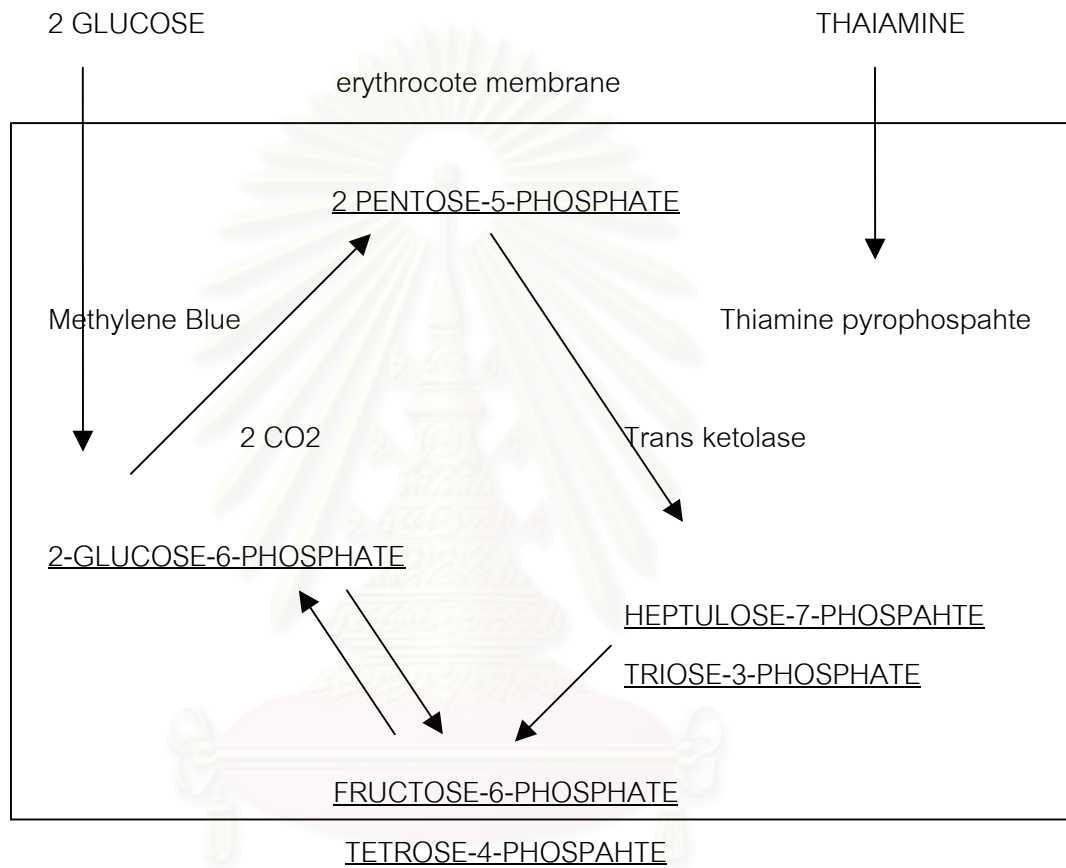 2 GLUCOSE THAIAMINE
erythrocote membrane
2 PENTOSE-5-PHOSPHATE
Methylene Blue Thiamine pyrophospahte
2 CO2 Trans ketolase
2-GLUCOSE-6-PHOSPHATE
HEPTULOSE-7-PHOSPAHTE
TRIOSE-3-PHOSPHATE
FRUCTOSE-6-PHOSPHATE
TETROSE-4-PHOSPAHTE